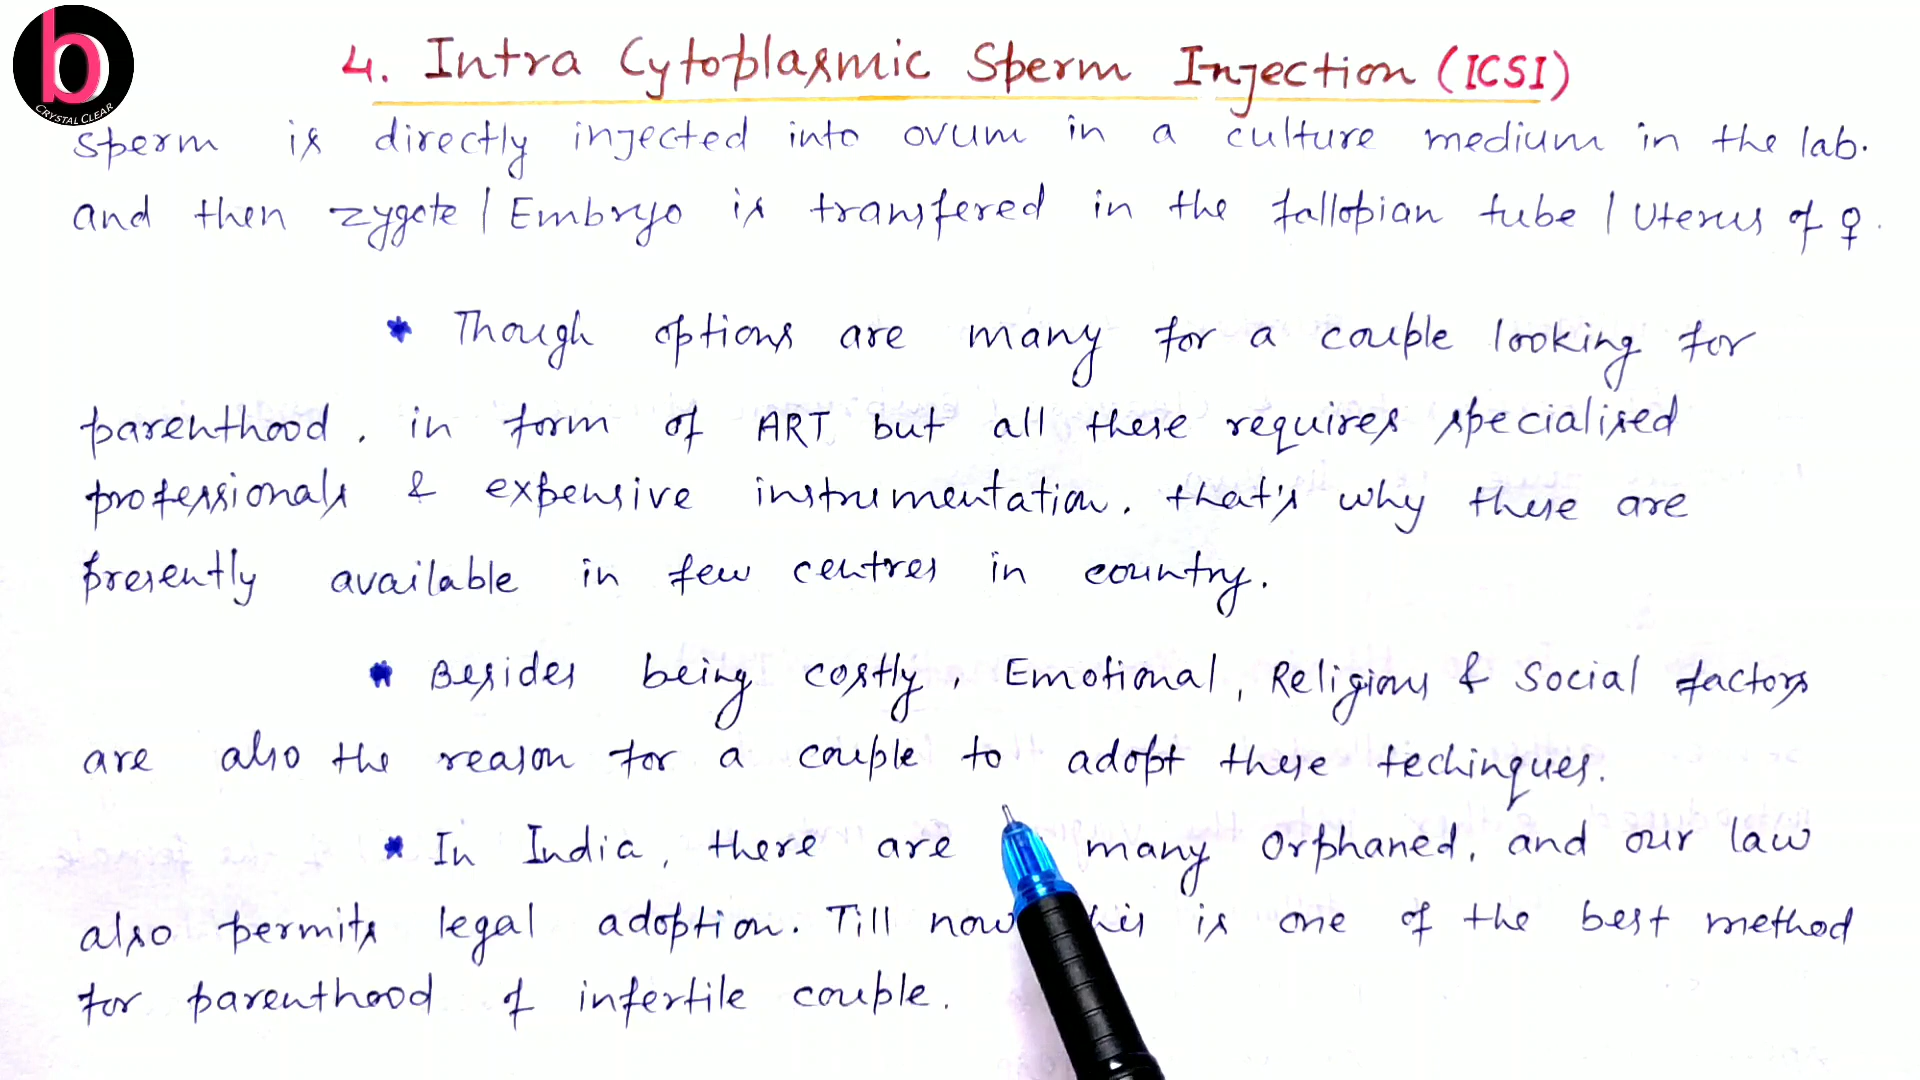 b
CRYSTAL CLEAR
4. Intra Cytoplasmic Sperm Injection (ICSI)
sperm is directly injected into ovum in a culture medium in the lab.
and then zygote / Embryo is transfered in the fallopian tube / Uterus of ♀.
* Though options are many for a couple looking for
parenthood. in form of ART but all these requires specialised
professionals & expensive instrumentation. that's why these are
presently available in few centres in country.
* Besides being costly, Emotional, Religious & Social factors
are also the reason for a couple to adopt these techinques.
* In India, there are many Orphaned, and our law
also permits legal adoption. Till now this is one of the best method
for parenthood of infertile couple.